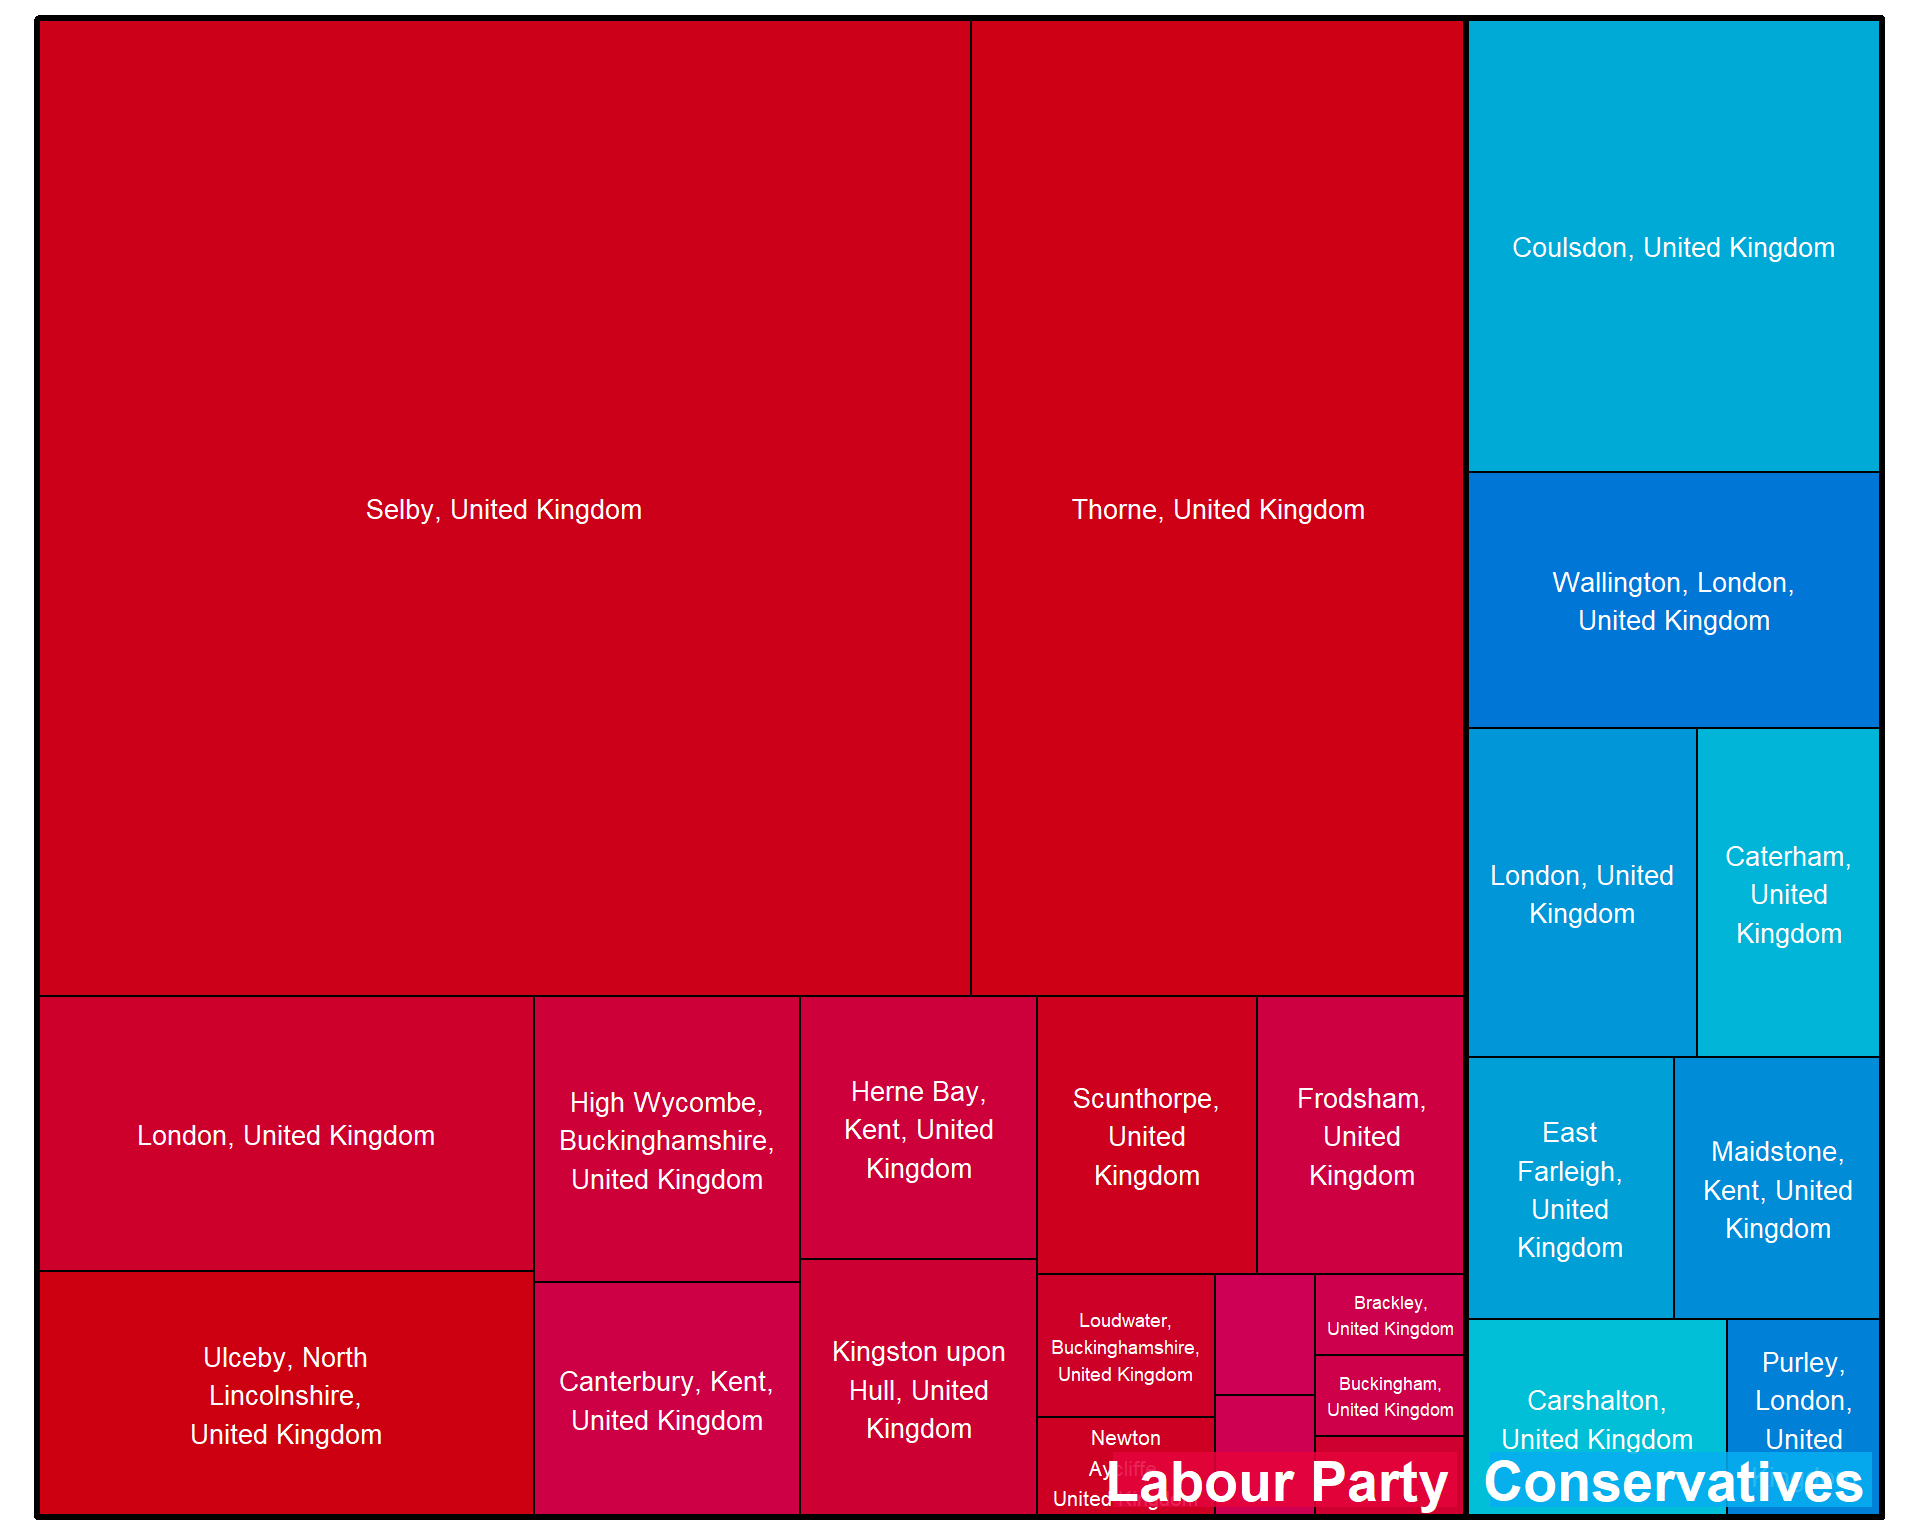 Selby, United Kingdom
Thorne, United Kingdom
London, United Kingdom
Ulceby, North
Lincolnshire,
United Kingdom
High Wycombe,
Buckinghamshire,
United Kingdom
Canterbury, Kent,
United Kingdom
Herne Bay,
Kent, United
Kingdom
Kingston upon
Hull, United
Kingdom
Scunthorpe,
United
Kingdom
Frodsham,
United
Kingdom
Loudwater,
Buckinghamshire,
United Kingdom
Newton
Aycliffe
United Kingdom
Brackley,
United Kingdom
Buckingham,
United Kingdom
Labour Party
Coulsdon, United Kingdom
Wallington, London,
United Kingdom
London, United
Kingdom
Caterham,
United
Kingdom
East
Farleigh,
United
Kingdom
Maidstone,
Kent, United
Kingdom
Carshalton,
United Kingdom
Purley,
London,
United
Conservatives